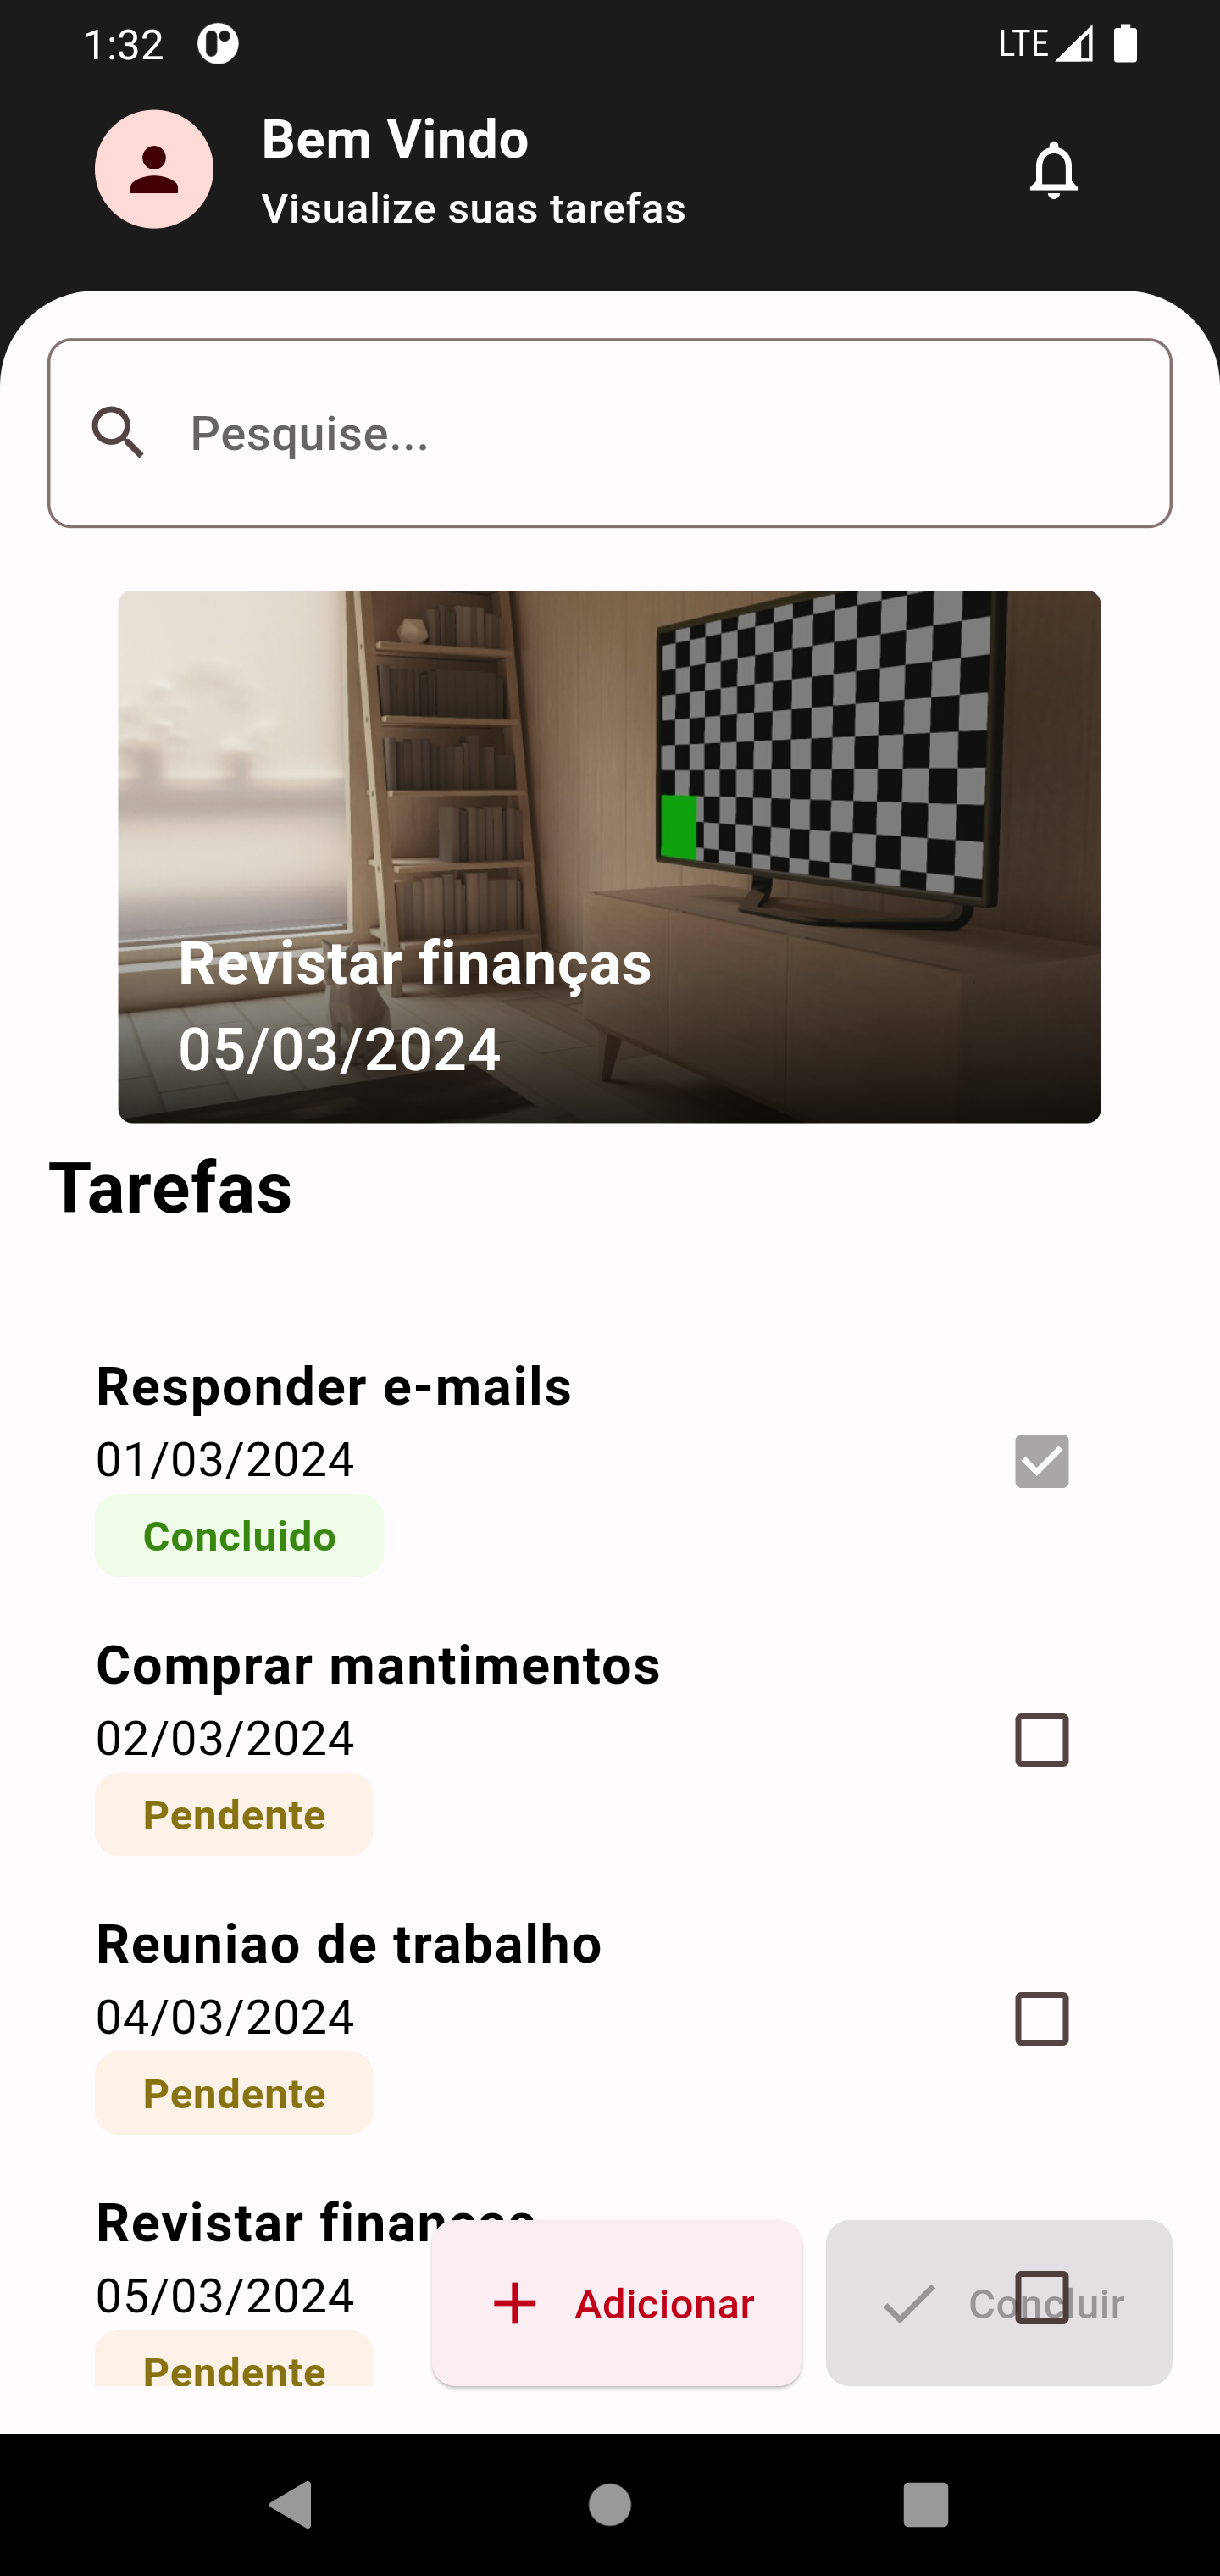 1:32
LTE
Bem Vindo
Visualize suas tarefas
Pesquise...
Revistar finanças
05/03/2024
Tarefas
Responder e-mails
01/03/2024
Concluido
Comprar mantimentos
02/03/2024
Pendente
Reuniao de trabalho
04/03/2024
Pendente
Revistar finanças
05/03/2024
Adicionar
Concluir
Pendente